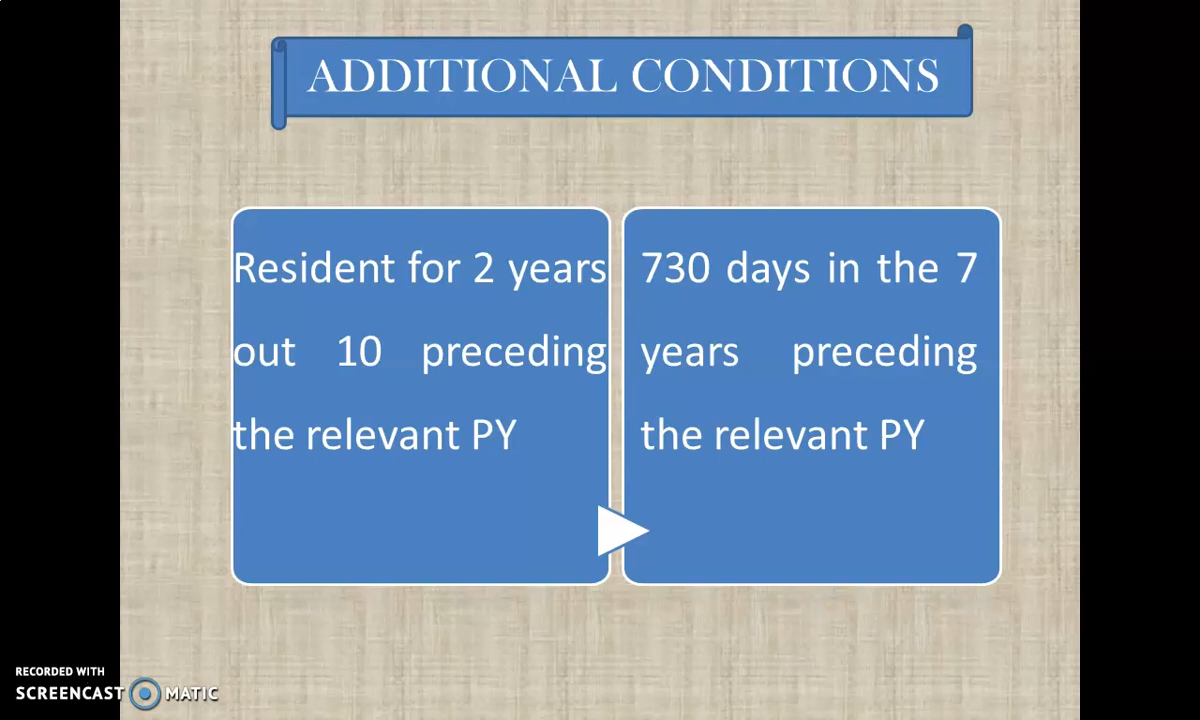 ADDITIONAL CONDITIONS
Resident for 2 years
out 10 preceding
the relevant PY
730 days in the 7
years preceding
the relevant PY
RECORDED WITH
SCREENCAST MATIC